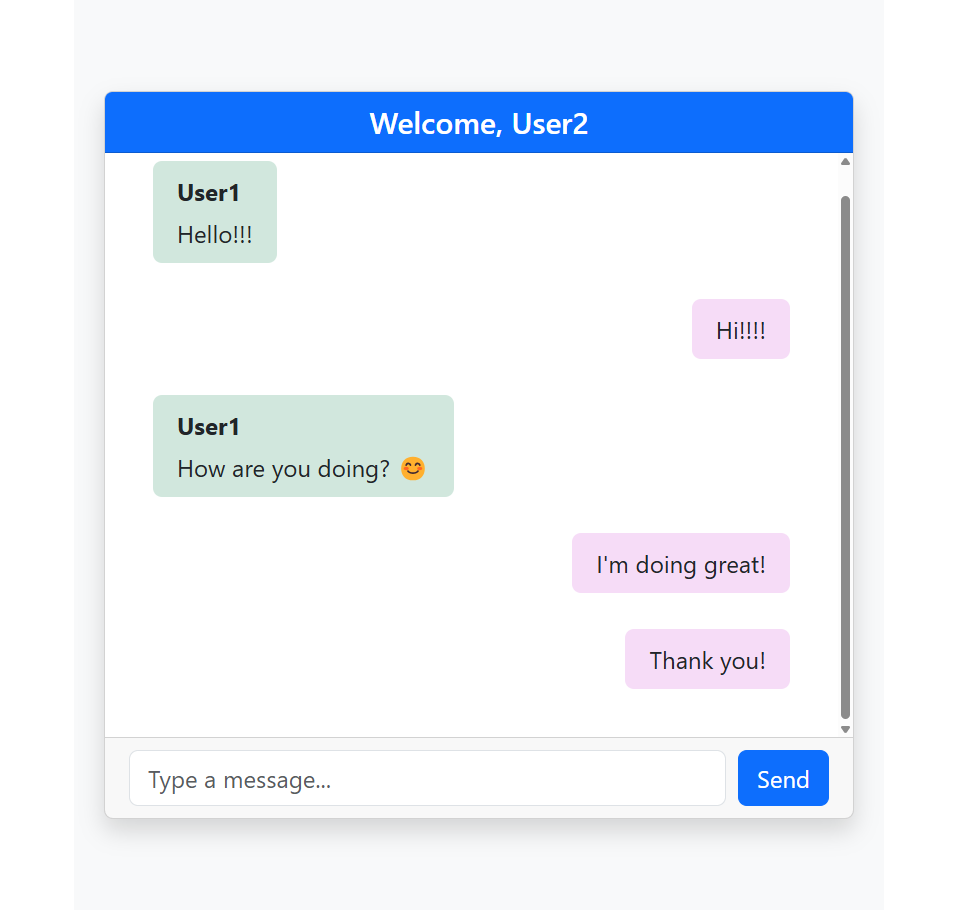 Welcome, User2
User1
Hello!!!
Hi!!!!
User1
How are you doing? 😊
I'm doing great!
Thank you!
Type a message...
Send